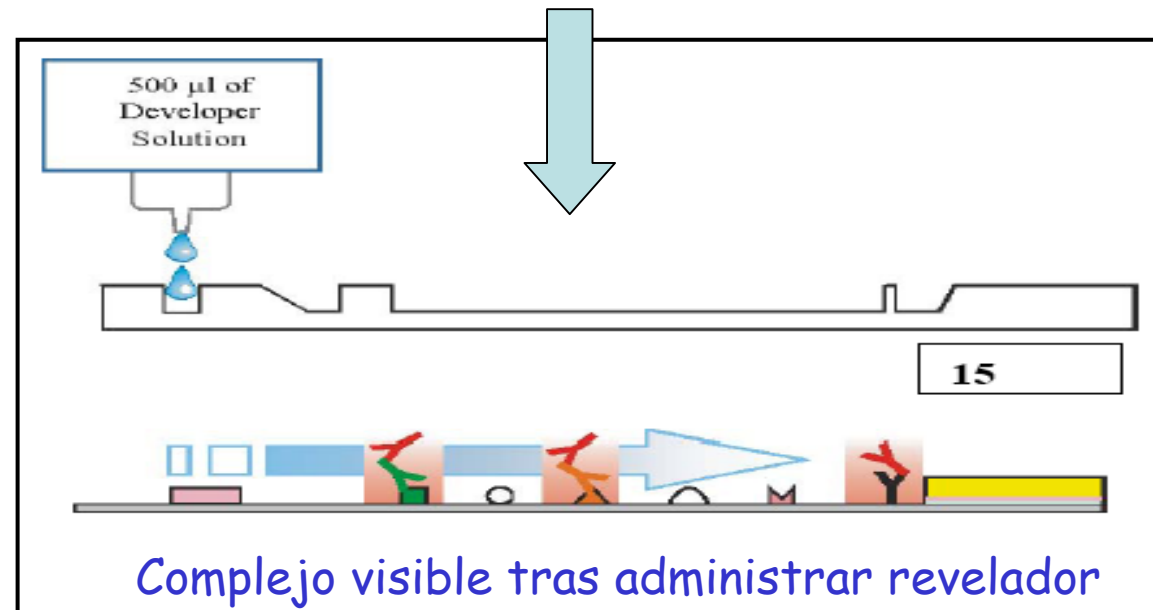 500 µl of
Developer
Solution
15
Complejo visible tras administrar revelador